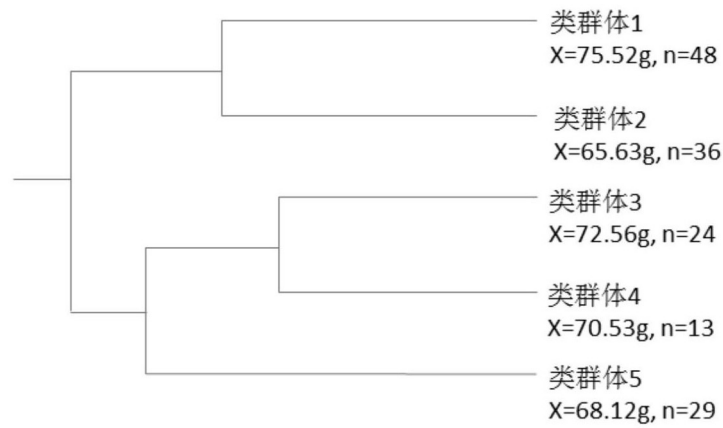 类群体1
X=75.52g, n=48
类群体2
X=65.63g, n=36
类群体3
X=72.56g, n=24
类群体4
X=70.53g, n=13
类群体5
X=68.12g, n=29